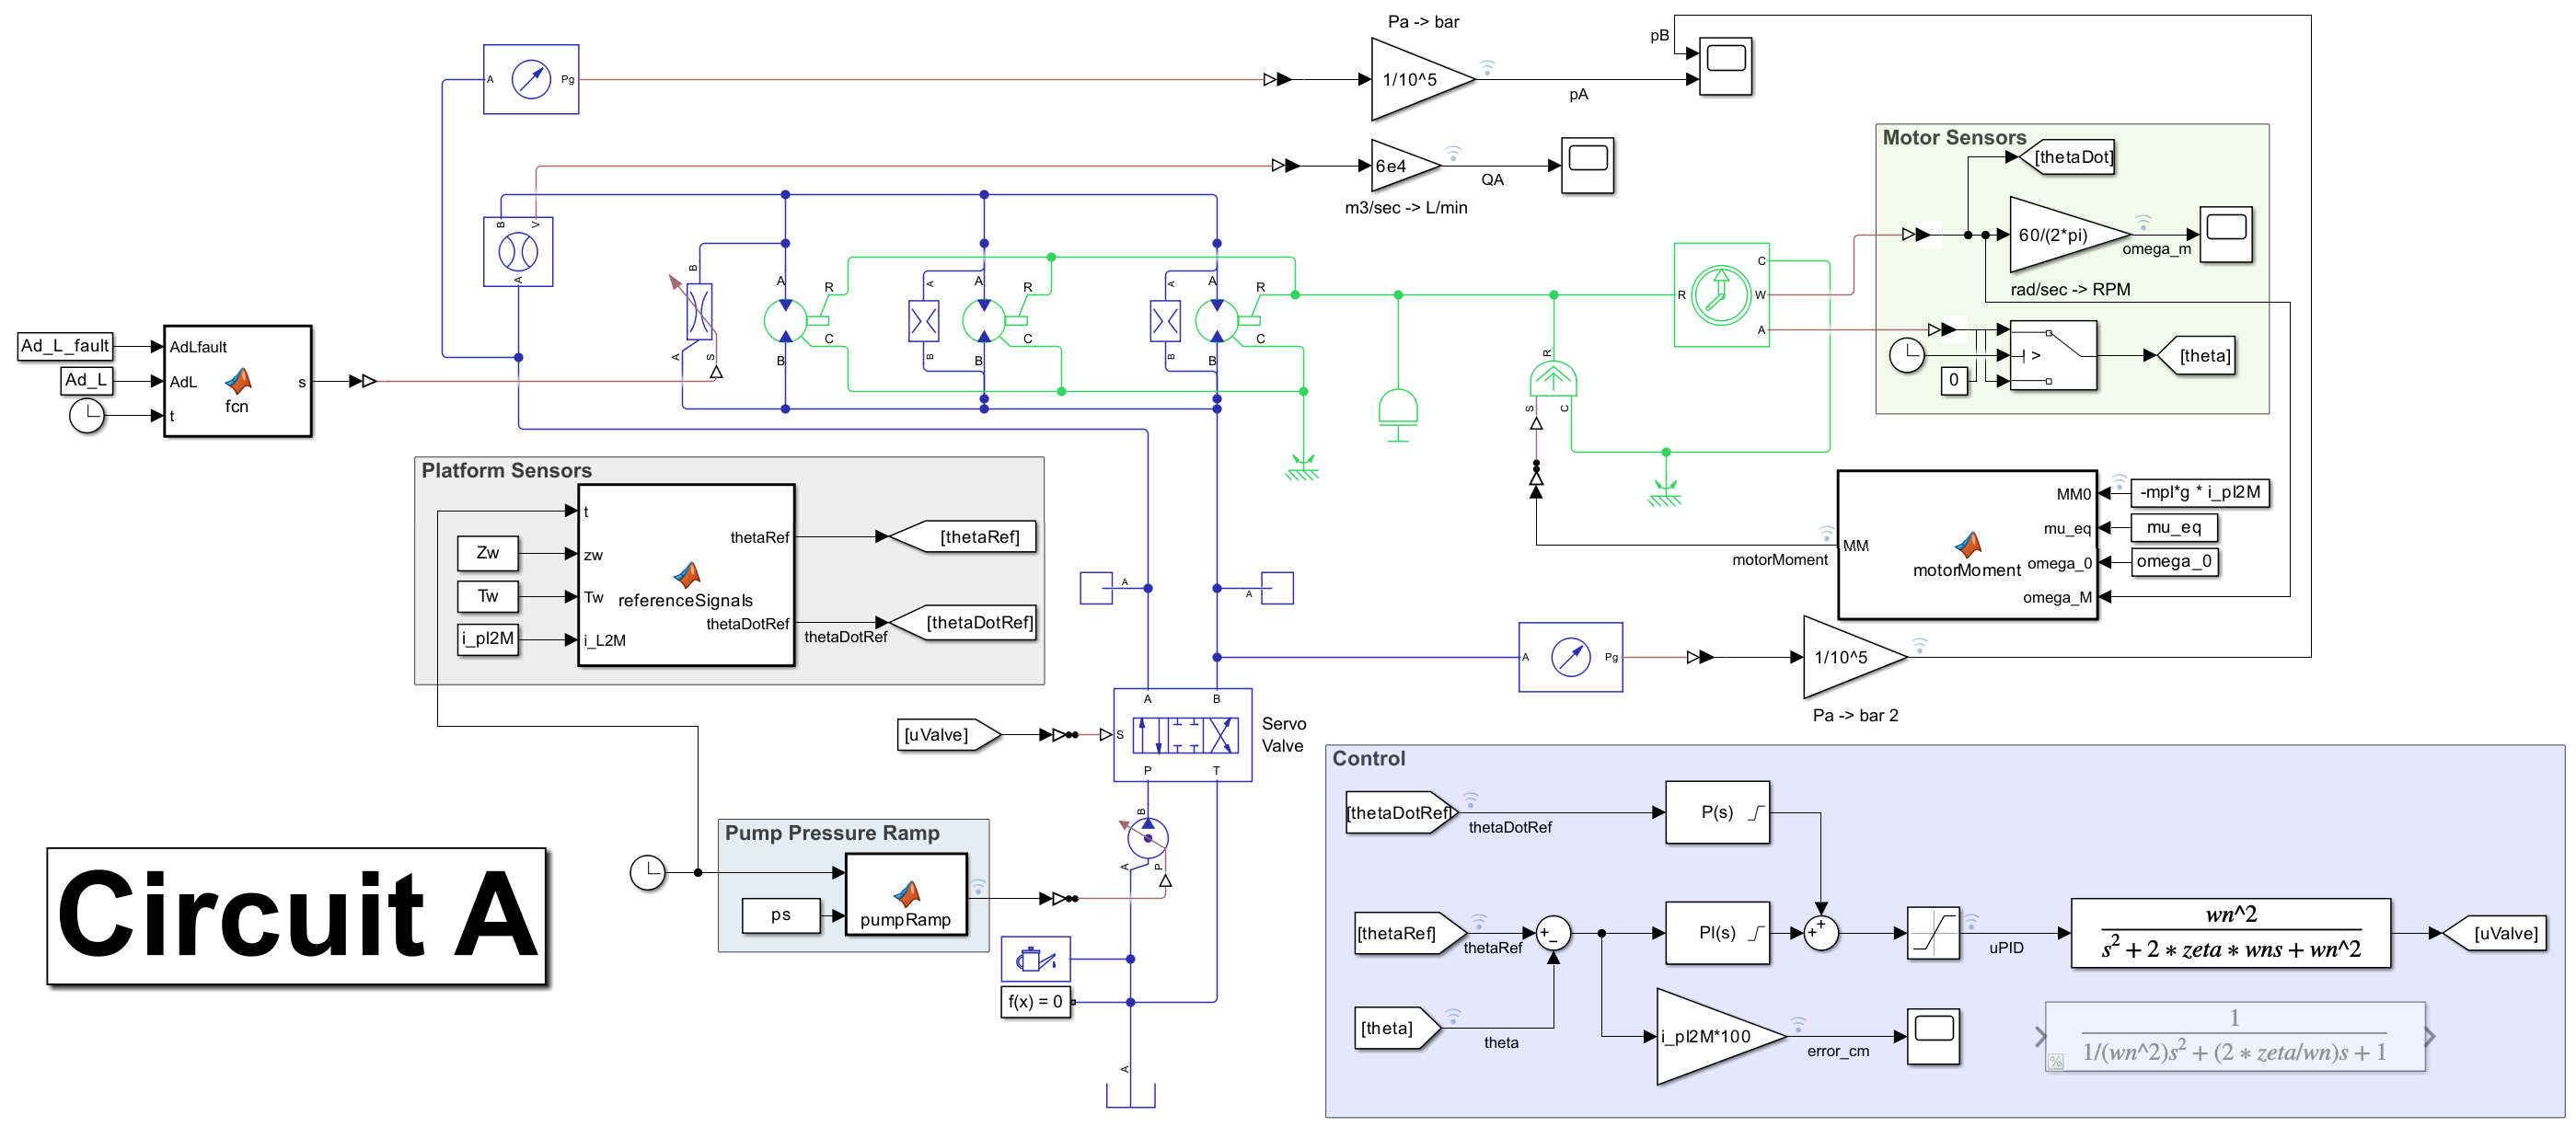 Pa -> bar
pB
A
Pg
1/10^5
pA
6e4
QA
m3/sec -> L/min
Motor Sensors
[thetaDot]
60/(2*pi)
omega_m
rad/sec -> RPM
0
>
[theta]
B
V
A
B
A
S
A
B
R
C
A
B
A
B
R
C
A
B
A
B
R
C
R
C
W
A
R
S
C
Ad_L_fault
Ad_L
AdLfault
AdL
t
fcn
s
Platform Sensors
t
Zw
zw
Tw
Tw
i_pl2M
i_L2M
referenceSignals
thetaRef
thetaDotRef
[thetaRef]
thetaDotRef
[thetaDotRef]
motorMoment
MM
motorMoment
MM0
mu_eq
omega_0
omega_M
-mpl*g * i_pl2M
mu_eq
omega_0
A
A
A
Pg
1/10^5
Pa -> bar 2
[uValve]
S
A
B
P
T
Servo
Valve
B
A
P
Pump Pressure Ramp
ps
pumpRamp
f(x) = 0
A
Circuit A
Control
[thetaDotRef]
thetaDotRef
P(s)
[thetaRef]
thetaRef
+
−
PI(s)
+
+
uPID
wn^2
s2 + 2 * zeta * wns + wn^2
[uValve]
[theta]
theta
i_pl2M*100
error_cm
1
1/(wn^2)s2 + (2 * zeta/wn)s + 1
%